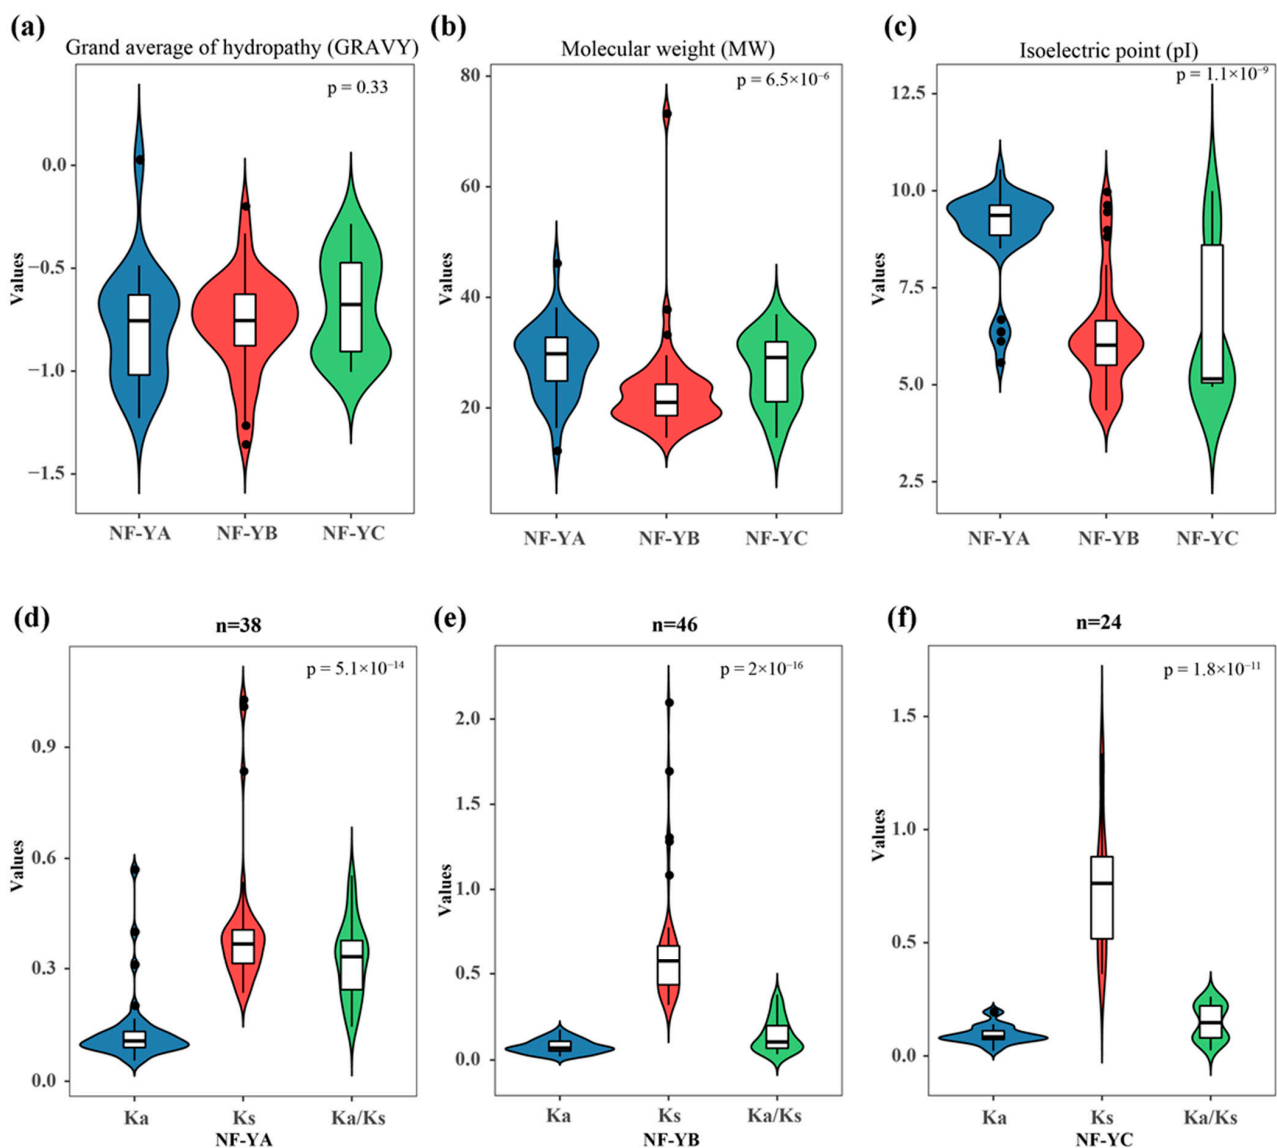 (a)
Grand average of hydropathy (GRAVY)
p = 0.33
0.0
−0.5
−1.0
−1.5
Values
NF-YA NF-YB NF-YC
(b)
Molecular weight (MW)
p = 6.5×10⁻⁶
80
60
40
20
Values
NF-YA NF-YB NF-YC
(c)
Isoelectric point (pI)
p = 1.1×10⁻⁹
12.5
10.0
7.5
5.0
2.5
Values
NF-YA NF-YB NF-YC
(d)
n=38
p = 5.1×10⁻¹⁴
0.9
0.6
0.3
0.0
Values
Ka Ks Ka/Ks
NF-YA
(e)
n=46
p = 2×10⁻¹⁶
2.0
1.5
1.0
0.5
0.0
Values
Ka Ks Ka/Ks
NF-YB
(f)
n=24
p = 1.8×10⁻¹¹
1.5
1.0
0.5
0.0
Values
Ka Ks Ka/Ks
NF-YC